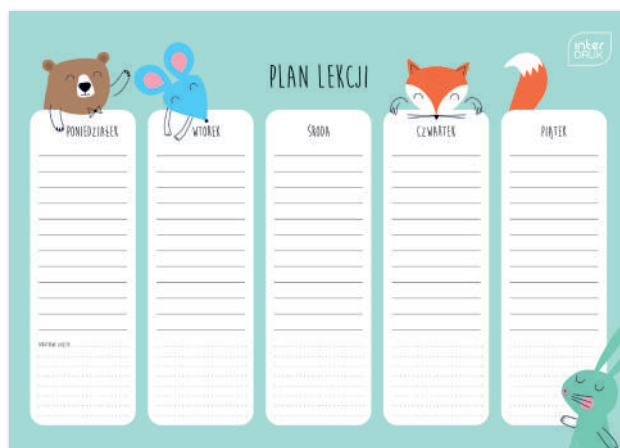 inter
DRUK
PLAN LEKCJI
PONIEDZIAŁEK
WTOREK
ŚRODA
CZWARTEK
PIĄTEK